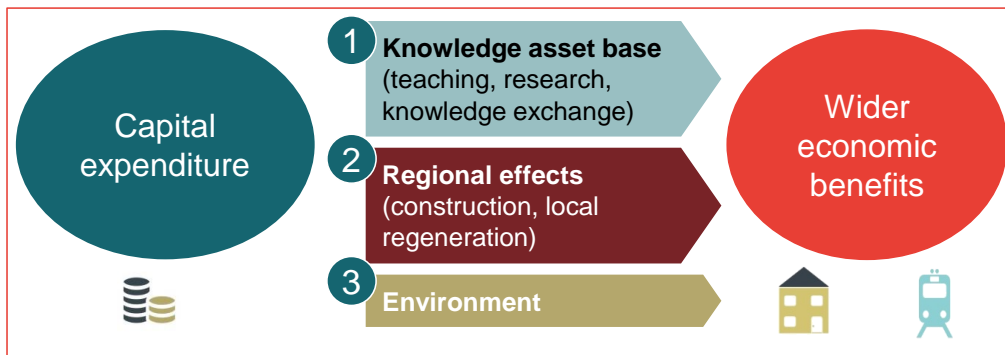 Capital
expenditure
1
Knowledge asset base
(teaching, research,
knowledge exchange)
2
Regional effects
(construction, local
regeneration)
3
Environment
Wider
economic
benefits